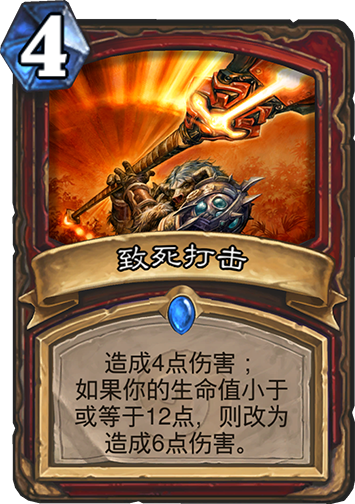 4
致死打击
造成4点伤害；
如果你的生命值小于
或等于12点，则改为
造成6点伤害。